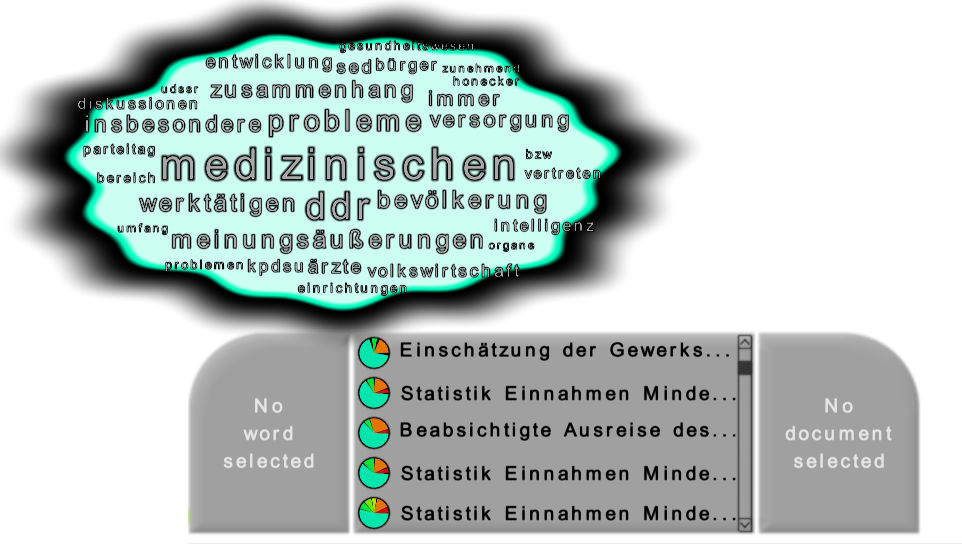 gesundheitswesen
entwicklung sed bürger zunehmend
udssr zusammenhang honecker
diskussionen immer
insbesondere probleme versorgung
parteitag medizinischen bzw
bereich vertreten
werktätigen ddr bevölkerung
umfang intelligenz
meinungsäußerungen organe
problemen kpdsu ärzte volkswirtschaft
einrichtungen
Einschätzung der Gewerks...
Statistik Einnahmen Minde...
Beabsichtigte Ausreise des...
Statistik Einnahmen Minde...
Statistik Einnahmen Minde...
No
word
selected
No
document
selected